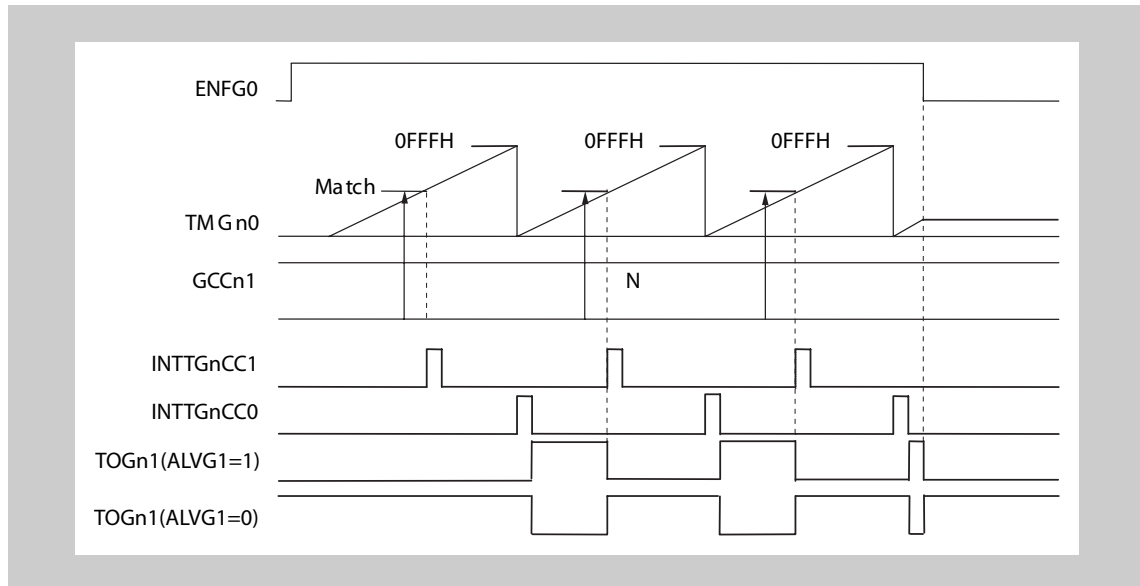 ENFG0
0FFFH 0FFFH 0FFFH
Match
TMGn0
GCCn1
N
INTTGnCC1
INTTGnCC0
TOGn1(ALVG1=1)
TOGn1(ALVG1=0)